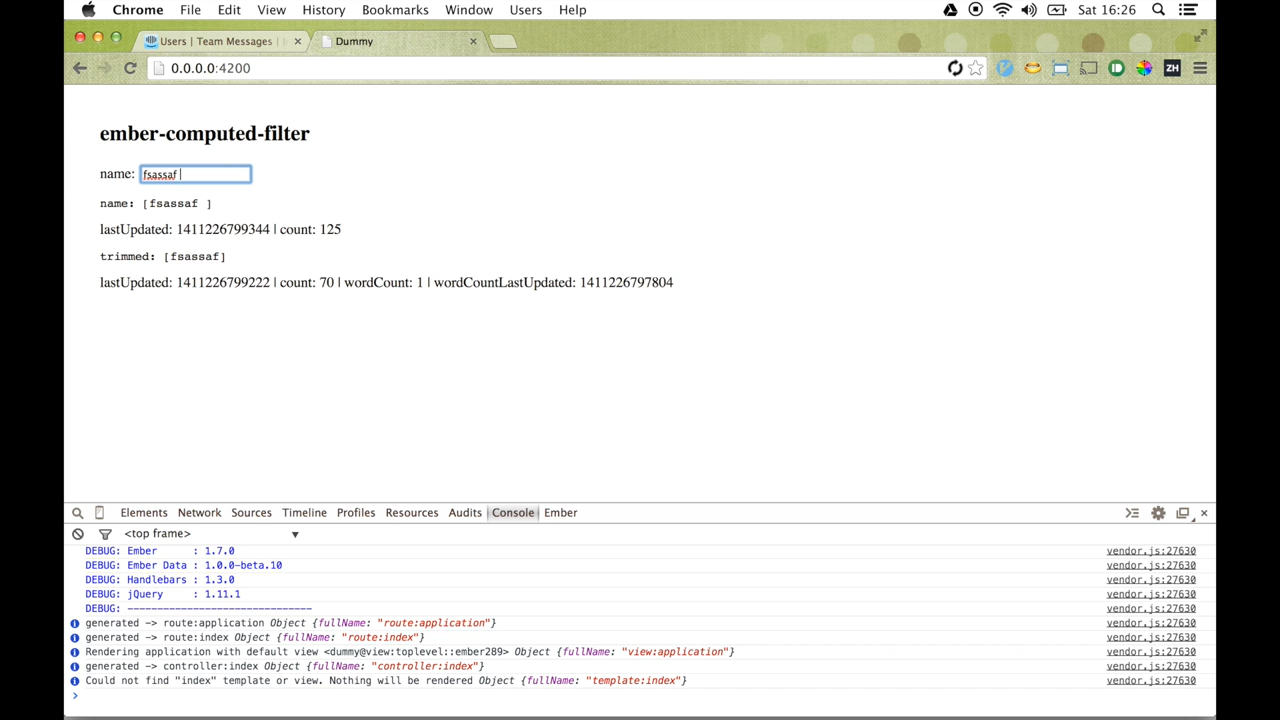 Chrome File Edit View History Bookmarks Window Users Help Sat 16:26
Users | Team Messages | Dummy
0.0.0.0:4200 ZH
ember-computed-filter
name: fsassaf
name: [fsassaf ]
lastUpdated: 1411226799344 | count: 125
trimmed: [fsassaf]
lastUpdated: 1411226799222 | count: 70 | wordCount: 1 | wordCountLastUpdated: 1411226797804
Elements Network Sources Timeline Profiles Resources Audits Console Ember
<top frame>
DEBUG: Ember : 1.7.0 vendor.js:27630
DEBUG: Ember Data : 1.0.0-beta.10 vendor.js:27630
DEBUG: Handlebars : 1.3.0 vendor.js:27630
DEBUG: jQuery : 1.11.1 vendor.js:27630
DEBUG: ------------------------------- vendor.js:27630
generated -> route:application Object {fullName: "route:application"} vendor.js:27630
generated -> route:index Object {fullName: "route:index"} vendor.js:27630
Rendering application with default view <dummy@view:toplevel::ember289> Object {fullName: "view:application"} vendor.js:27630
generated -> controller:index Object {fullName: "controller:index"} vendor.js:27630
Could not find "index" template or view. Nothing will be rendered Object {fullName: "template:index"} vendor.js:27630